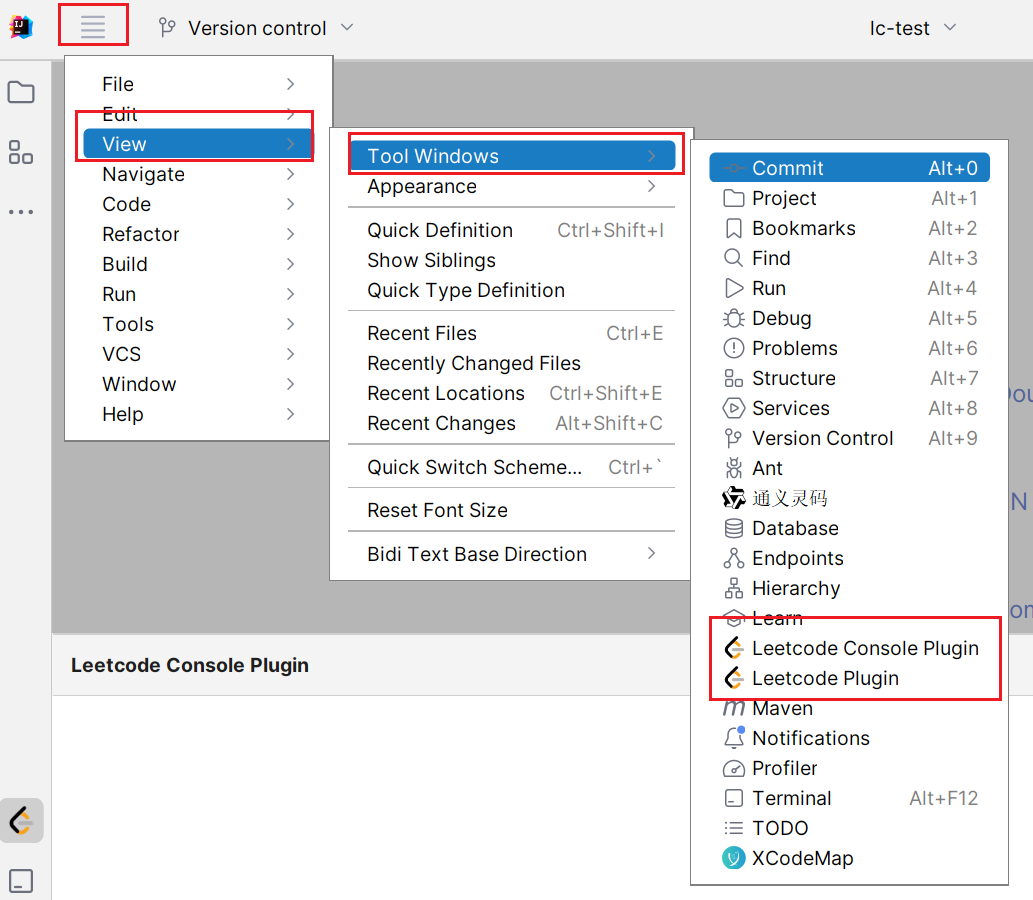 IJ
Version control
lc-test
File
Edit
View
Navigate
Code
Refactor
Build
Run
Tools
VCS
Window
Help
Tool Windows
Appearance
Quick Definition Ctrl+Shift+I
Show Siblings
Quick Type Definition
Recent Files Ctrl+E
Recently Changed Files
Recent Locations Ctrl+Shift+E
Recent Changes Alt+Shift+C
Quick Switch Scheme... Ctrl+`
Reset Font Size
Bidi Text Base Direction
Commit Alt+0
Project Alt+1
Bookmarks Alt+2
Find Alt+3
Run Alt+4
Debug Alt+5
Problems Alt+6
Structure Alt+7
Services Alt+8
Version Control Alt+9
Ant
通义灵码
Database
Endpoints
Hierarchy
Learn
Leetcode Console Plugin
Leetcode Plugin
Maven
Notifications
Profiler
Terminal Alt+F12
TODO
XCodeMap
Leetcode Console Plugin